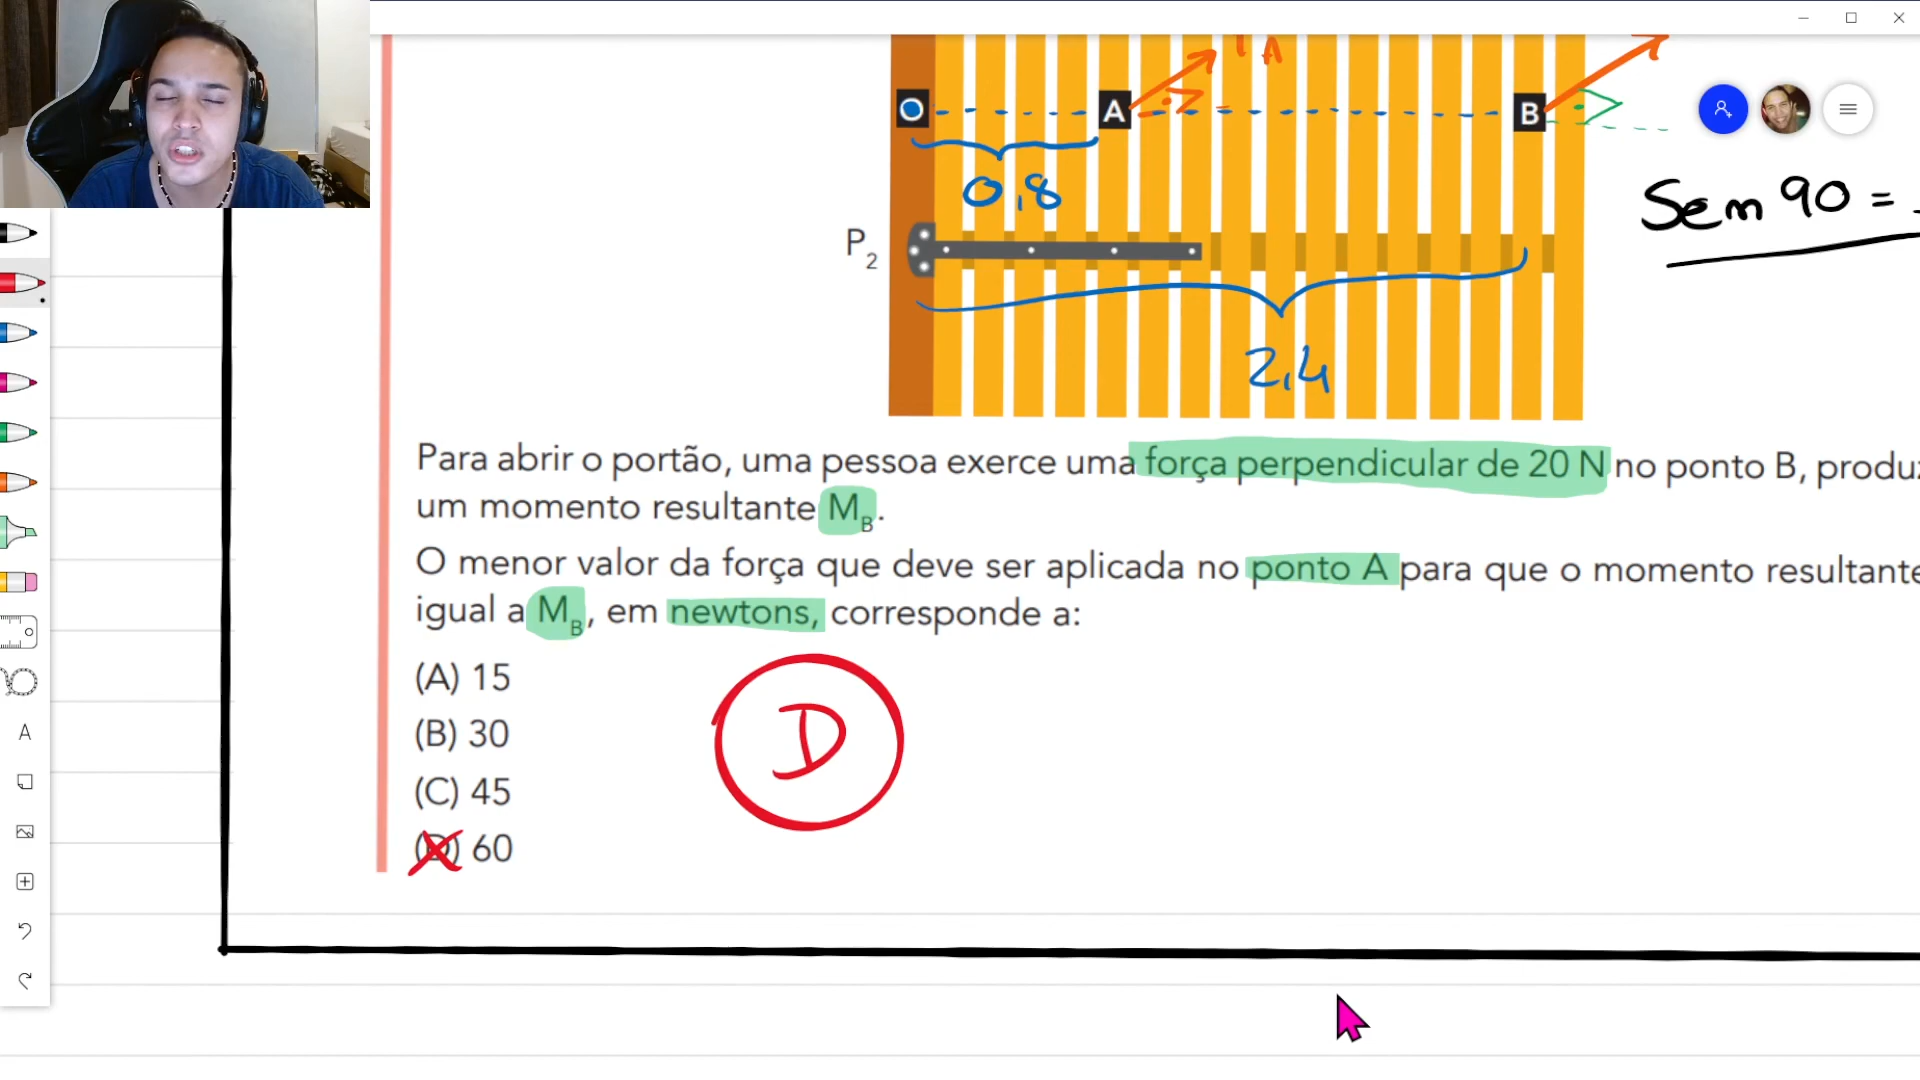 A
O
A
B
0,8
Sen 90 =
P2
2,4
Para abrir o portão, uma pessoa exerce uma força perpendicular de 20 N no ponto B, produz
um momento resultante MB.
O menor valor da força que deve ser aplicada no ponto A para que o momento resultante
igual a MB, em newtons, corresponde a:
(A) 15
(B) 30
(C) 45
(D) 60
D
A